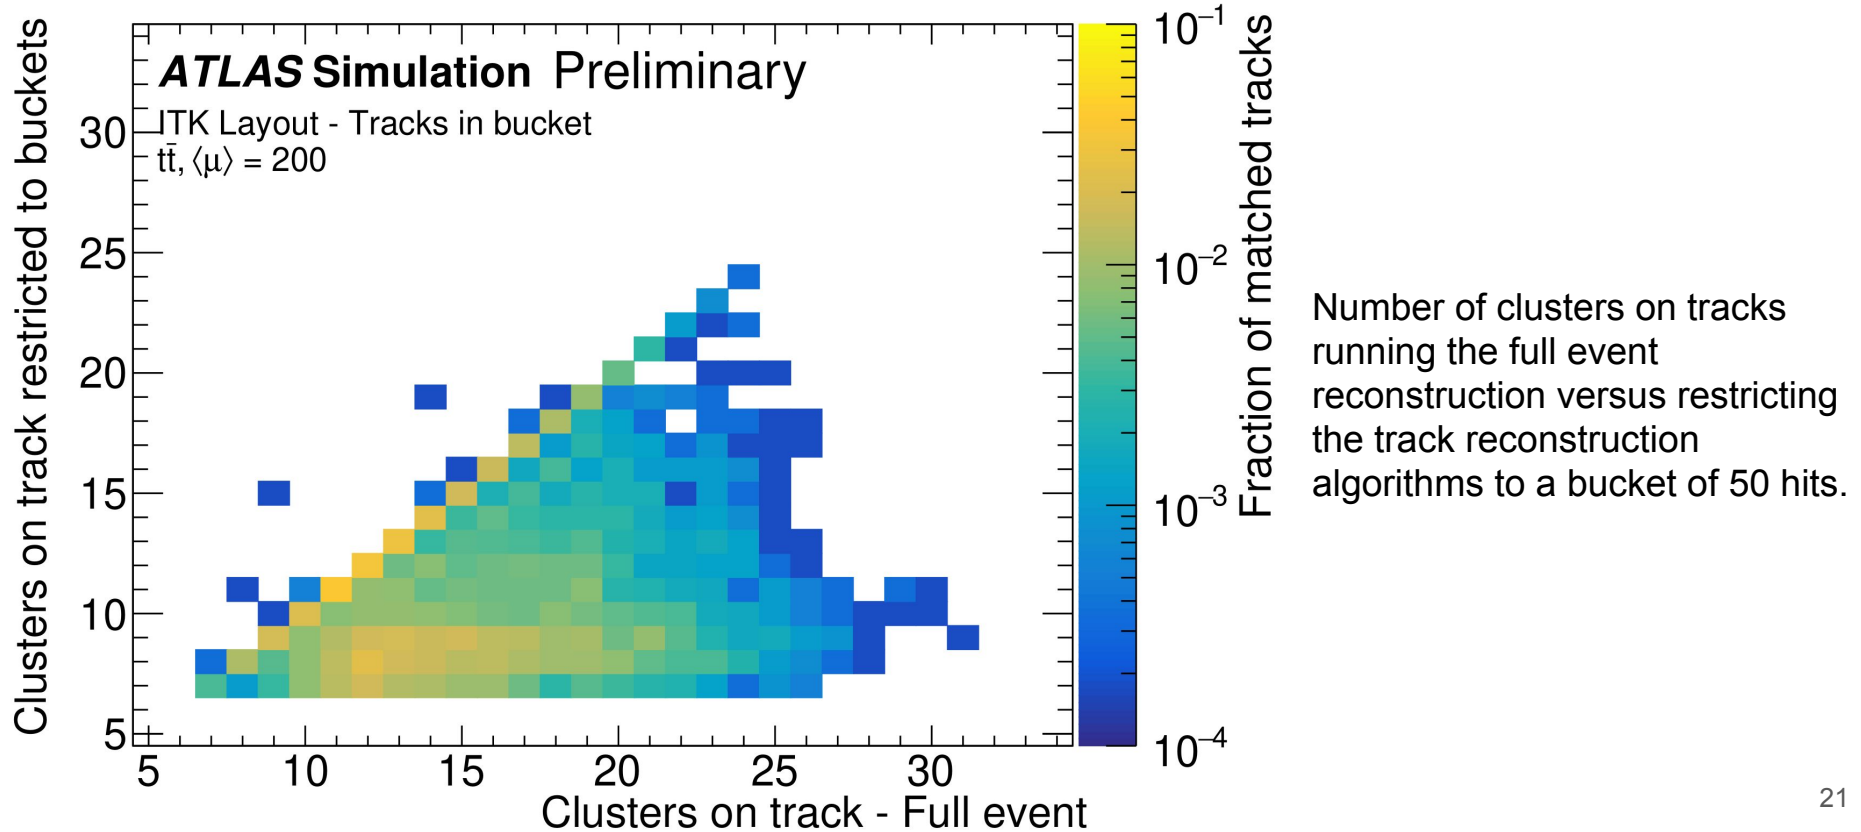 Clusters on track restricted to buckets
ATLAS Simulation Preliminary
ITK Layout - Tracks in bucket
tt̄, ⟨μ⟩ = 200
30
25
20
15
10
5
5 10 15 20 25 30
Clusters on track - Full event
10⁻¹
10⁻²
10⁻³
10⁻⁴
Fraction of matched tracks
Number of clusters on tracks
running the full event
reconstruction versus restricting
the track reconstruction
algorithms to a bucket of 50 hits.
21